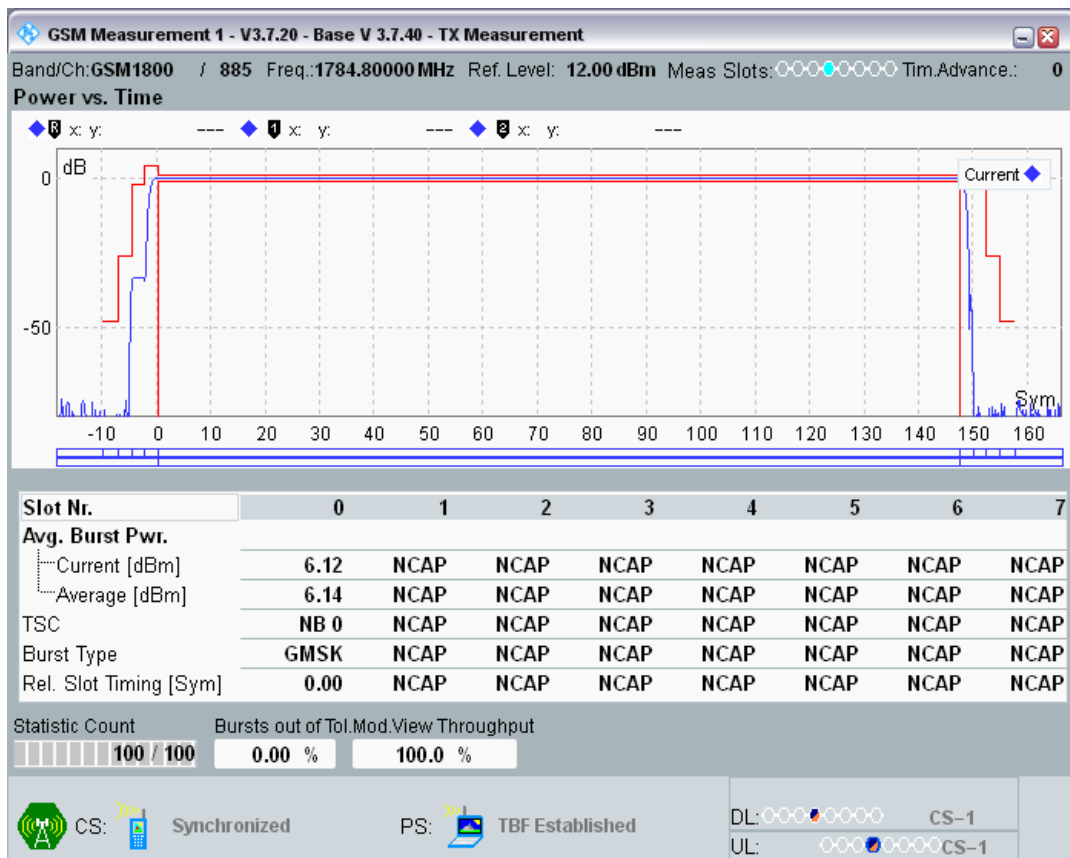 GSM Measurement 1 - V3.7.20 - Base V 3.7.40 - TX Measurement
Band/Ch:GSM1800 / 885 Freq.:1784.80000 MHz Ref. Level: 12.00 dBm Meas Slots: Tim.Advance.: 0
Power vs. Time
R x: y: --- 1 x: y: --- 2 x: y: ---
dB
Current
0
-50
Sym
-10 0 10 20 30 40 50 60 70 80 90 100 110 120 130 140 150 160
Slot Nr. 0 1 2 3 4 5 6 7
Avg. Burst Pwr.
Current [dBm] 6.12 NCAP NCAP NCAP NCAP NCAP NCAP NCAP
Average [dBm] 6.14 NCAP NCAP NCAP NCAP NCAP NCAP NCAP
TSC NB 0 NCAP NCAP NCAP NCAP NCAP NCAP NCAP
Burst Type GMSK NCAP NCAP NCAP NCAP NCAP NCAP NCAP
Rel. Slot Timing [Sym] 0.00 NCAP NCAP NCAP NCAP NCAP NCAP NCAP
Statistic Count Bursts out of Tol.Mod.View Throughput
100 / 100 0.00 % 100.0 %
DL: CS-1
CS: Synchronized PS: TBF Established
UL: CS-1